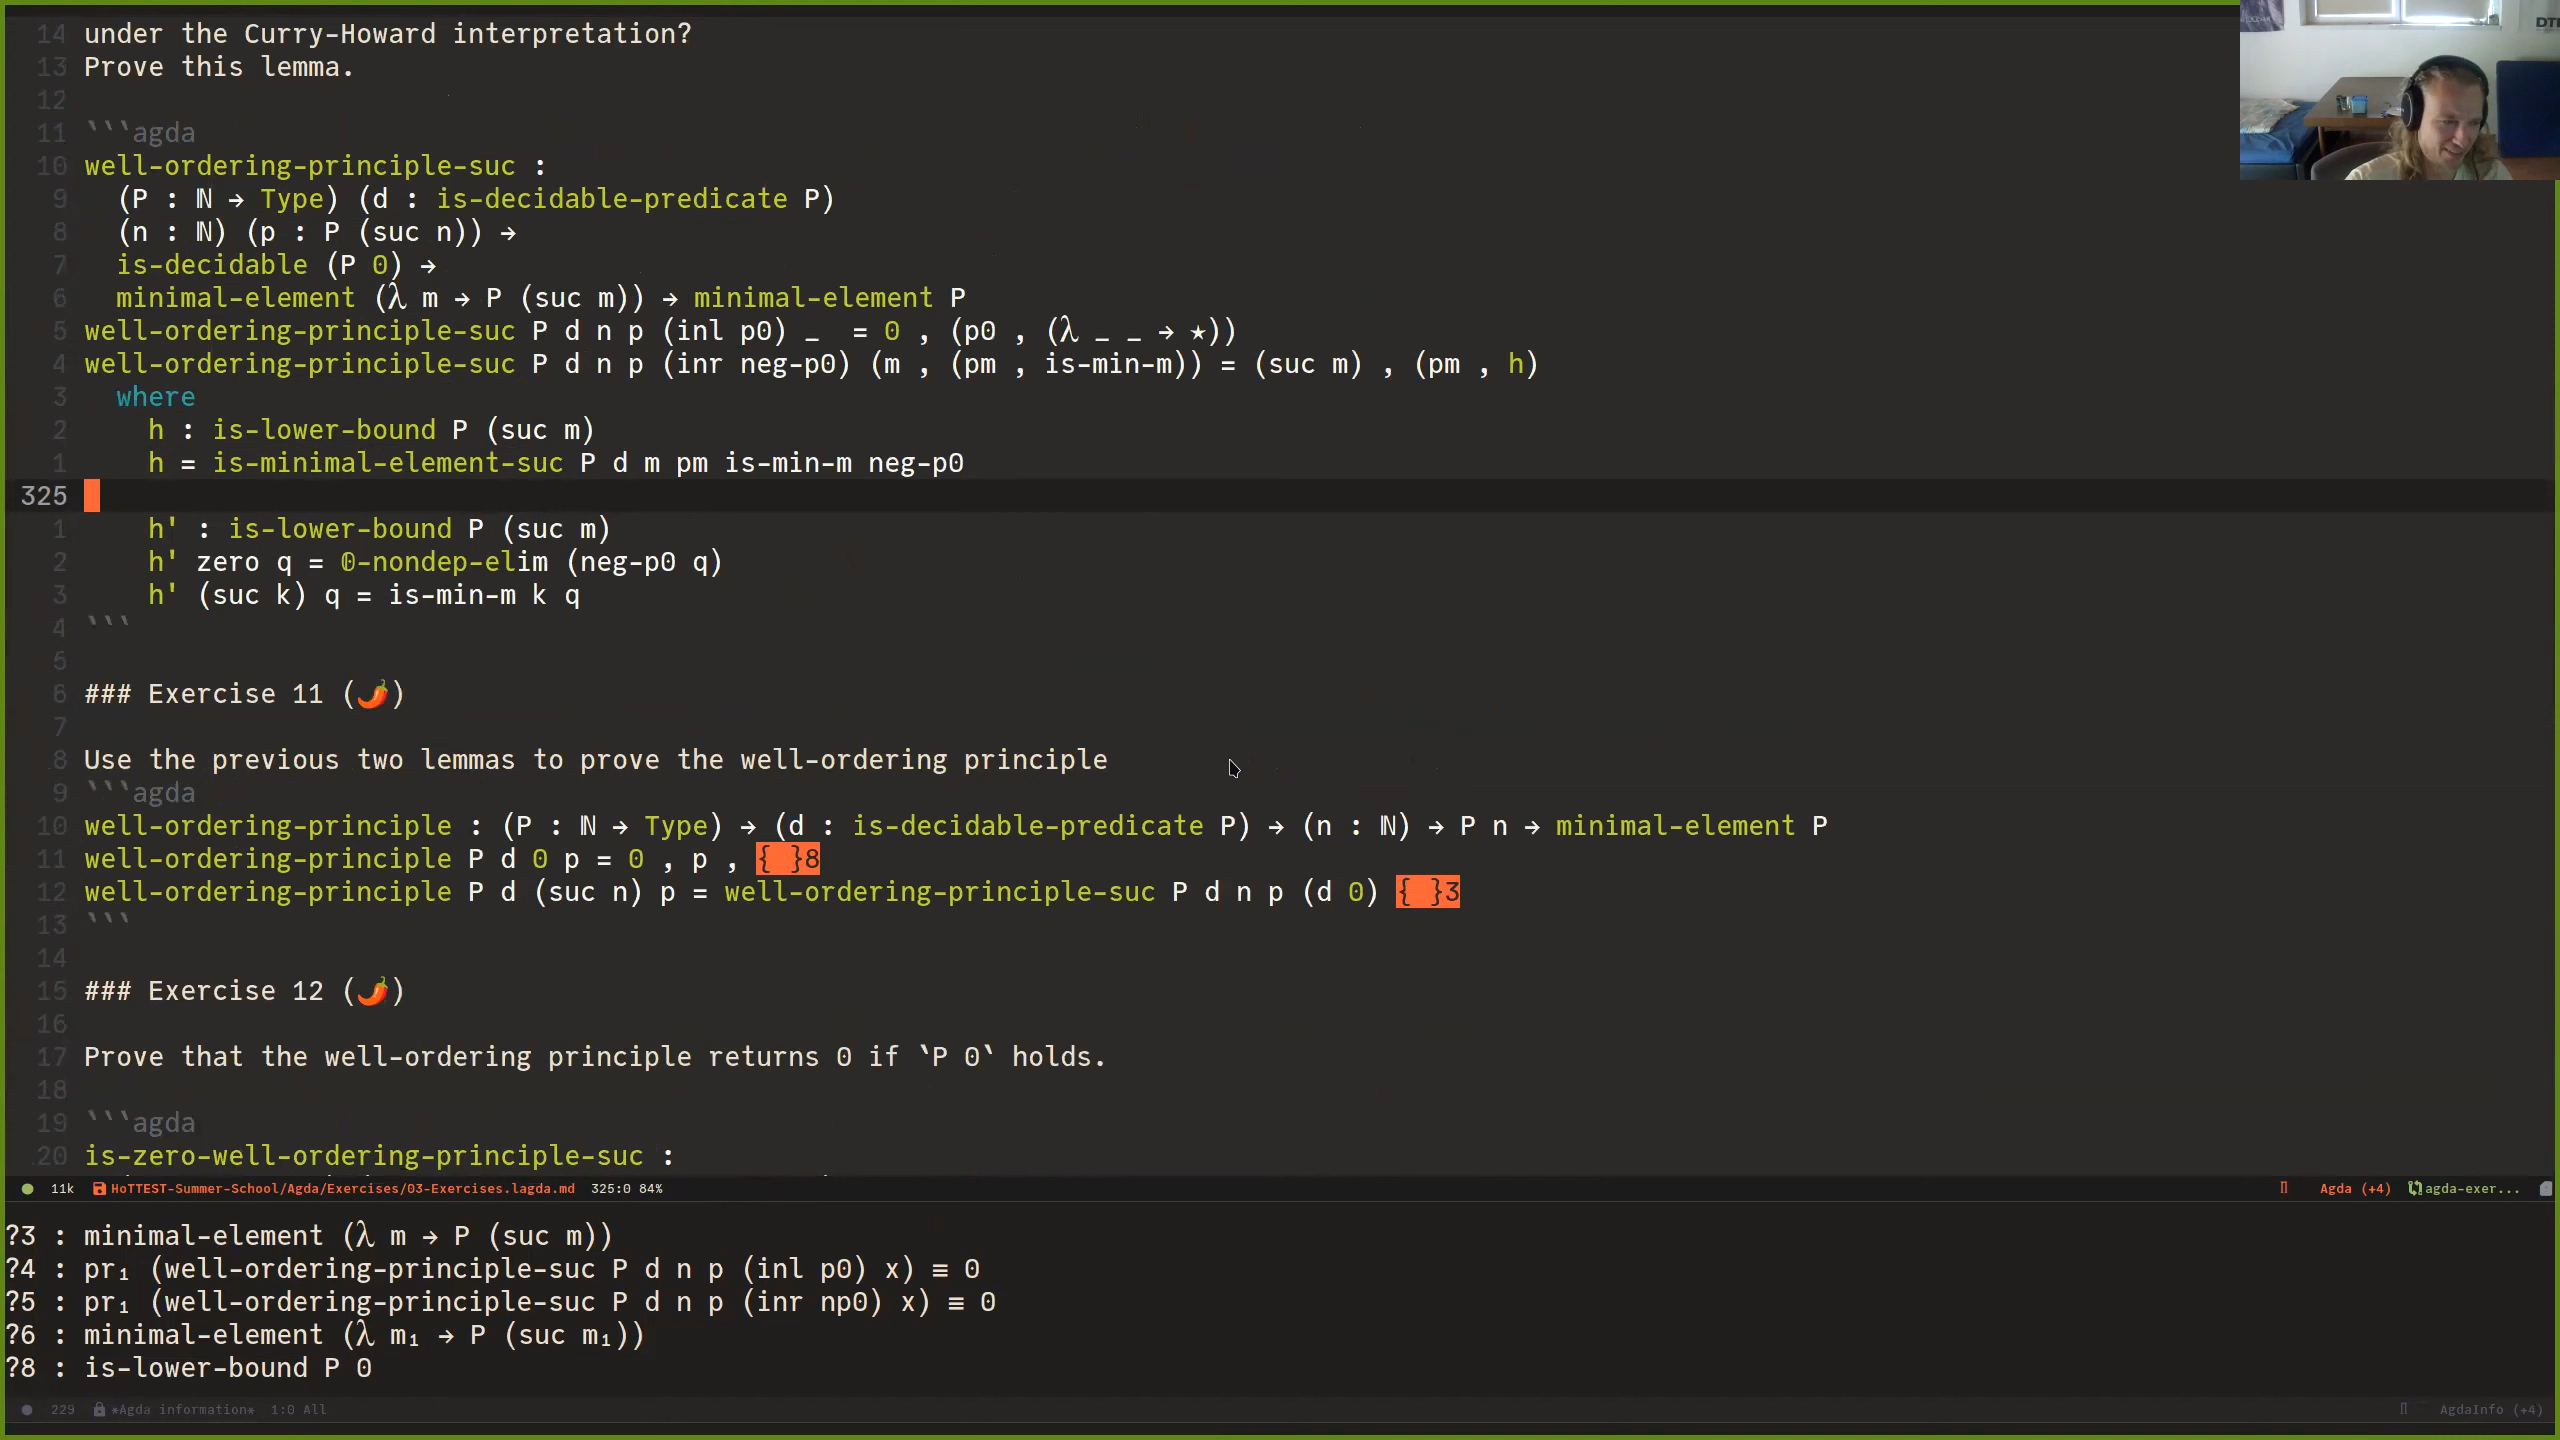 14 under the Curry-Howard interpretation?
13 Prove this lemma.
12
11 ```agda
10 well-ordering-principle-suc :
9 (P : ℕ → Type) (d : is-decidable-predicate P)
8 (n : ℕ) (p : P (suc n)) →
7 is-decidable (P 0) →
6 minimal-element (λ m → P (suc m)) → minimal-element P
5 well-ordering-principle-suc P d n p (inl p0) _  = 0 , (p0 , (λ _ _ → ⋆))
4 well-ordering-principle-suc P d n p (inr neg-p0) (m , (pm , is-min-m)) = (suc m) , (pm , h)
3 where
2 h : is-lower-bound P (suc m)
1 h = is-minimal-element-suc P d m pm is-min-m neg-p0
325
1 h' : is-lower-bound P (suc m)
2 h' zero q = 𝟘-nondep-elim (neg-p0 q)
3 h' (suc k) q = is-min-m k q
4 ```
5
6 ### Exercise 11 (🌶)
7
8 Use the previous two lemmas to prove the well-ordering principle
9 ```agda
10 well-ordering-principle : (P : ℕ → Type) → (d : is-decidable-predicate P) → (n : ℕ) → P n → minimal-element P
11 well-ordering-principle P d 0 p = 0 , p , { }8
12 well-ordering-principle P d (suc n) p = well-ordering-principle-suc P d n p (d 0) { }3
13 ```
14
15 ### Exercise 12 (🌶)
16
17 Prove that the well-ordering principle returns 0 if `P 0` holds.
18
19 ```agda
20 is-zero-well-ordering-principle-suc :
11k HoTTEST-Summer-School/Agda/Exercises/03-Exercises.lagda.md 325:0 84% Agda (+4) agda-exer...
?3 : minimal-element (λ m → P (suc m))
?4 : pr₁ (well-ordering-principle-suc P d n p (inl p0) x) ≡ 0
?5 : pr₁ (well-ordering-principle-suc P d n p (inr np0) x) ≡ 0
?6 : minimal-element (λ m₁ → P (suc m₁))
?8 : is-lower-bound P 0
229 *Agda information* 1:0 All AgdaInfo (+4)